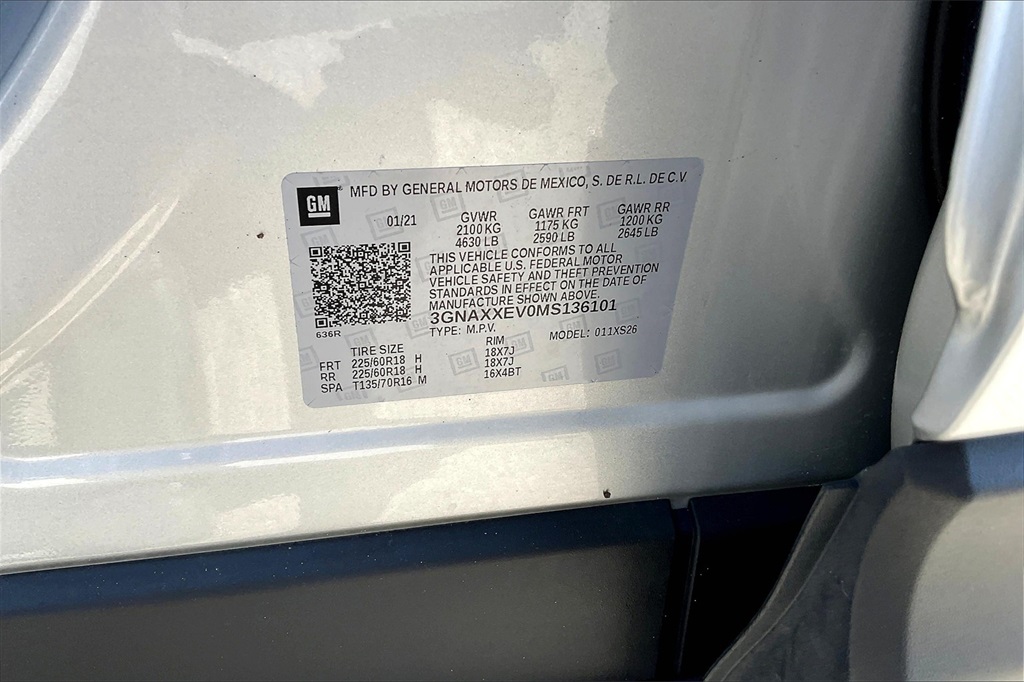 GM
MFD BY GENERAL MOTORS DE MEXICO, S. DE R.L. DE C.V
01/21
GVWR GAWR FRT GAWR RR
2100 KG 1175 KG 1200 KG
4630 LB 2590 LB 2645 LB
THIS VEHICLE CONFORMS TO ALL
APPLICABLE U.S. FEDERAL MOTOR
VEHICLE SAFETY AND THEFT PREVENTION
STANDARDS IN EFFECT ON THE DATE OF
MANUFACTURE SHOWN ABOVE.
3GNAXXEV0MS136101
636R
TYPE: M.P.V. MODEL: 011XS26
TIRE SIZE RIM
FRT 225/60R18 H 18X7J
RR 225/60R18 H 18X7J
SPA T135/70R16 M 16X4BT